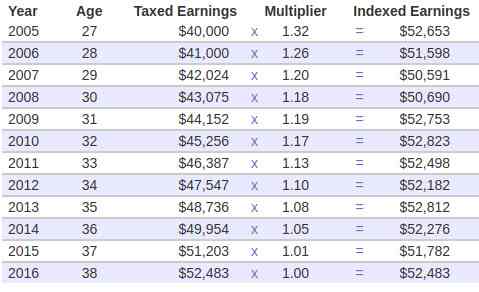 Year Age Taxed Earnings Multiplier Indexed Earnings
2005 27 $40,000 x 1.32 = $52,653
2006 28 $41,000 x 1.26 = $51,598
2007 29 $42,024 x 1.20 = $50,591
2008 30 $43,075 x 1.18 = $50,690
2009 31 $44,152 x 1.19 = $52,753
2010 32 $45,256 x 1.17 = $52,823
2011 33 $46,387 x 1.13 = $52,498
2012 34 $47,547 x 1.10 = $52,182
2013 35 $48,736 x 1.08 = $52,812
2014 36 $49,954 x 1.05 = $52,276
2015 37 $51,203 x 1.01 = $51,782
2016 38 $52,483 x 1.00 = $52,483